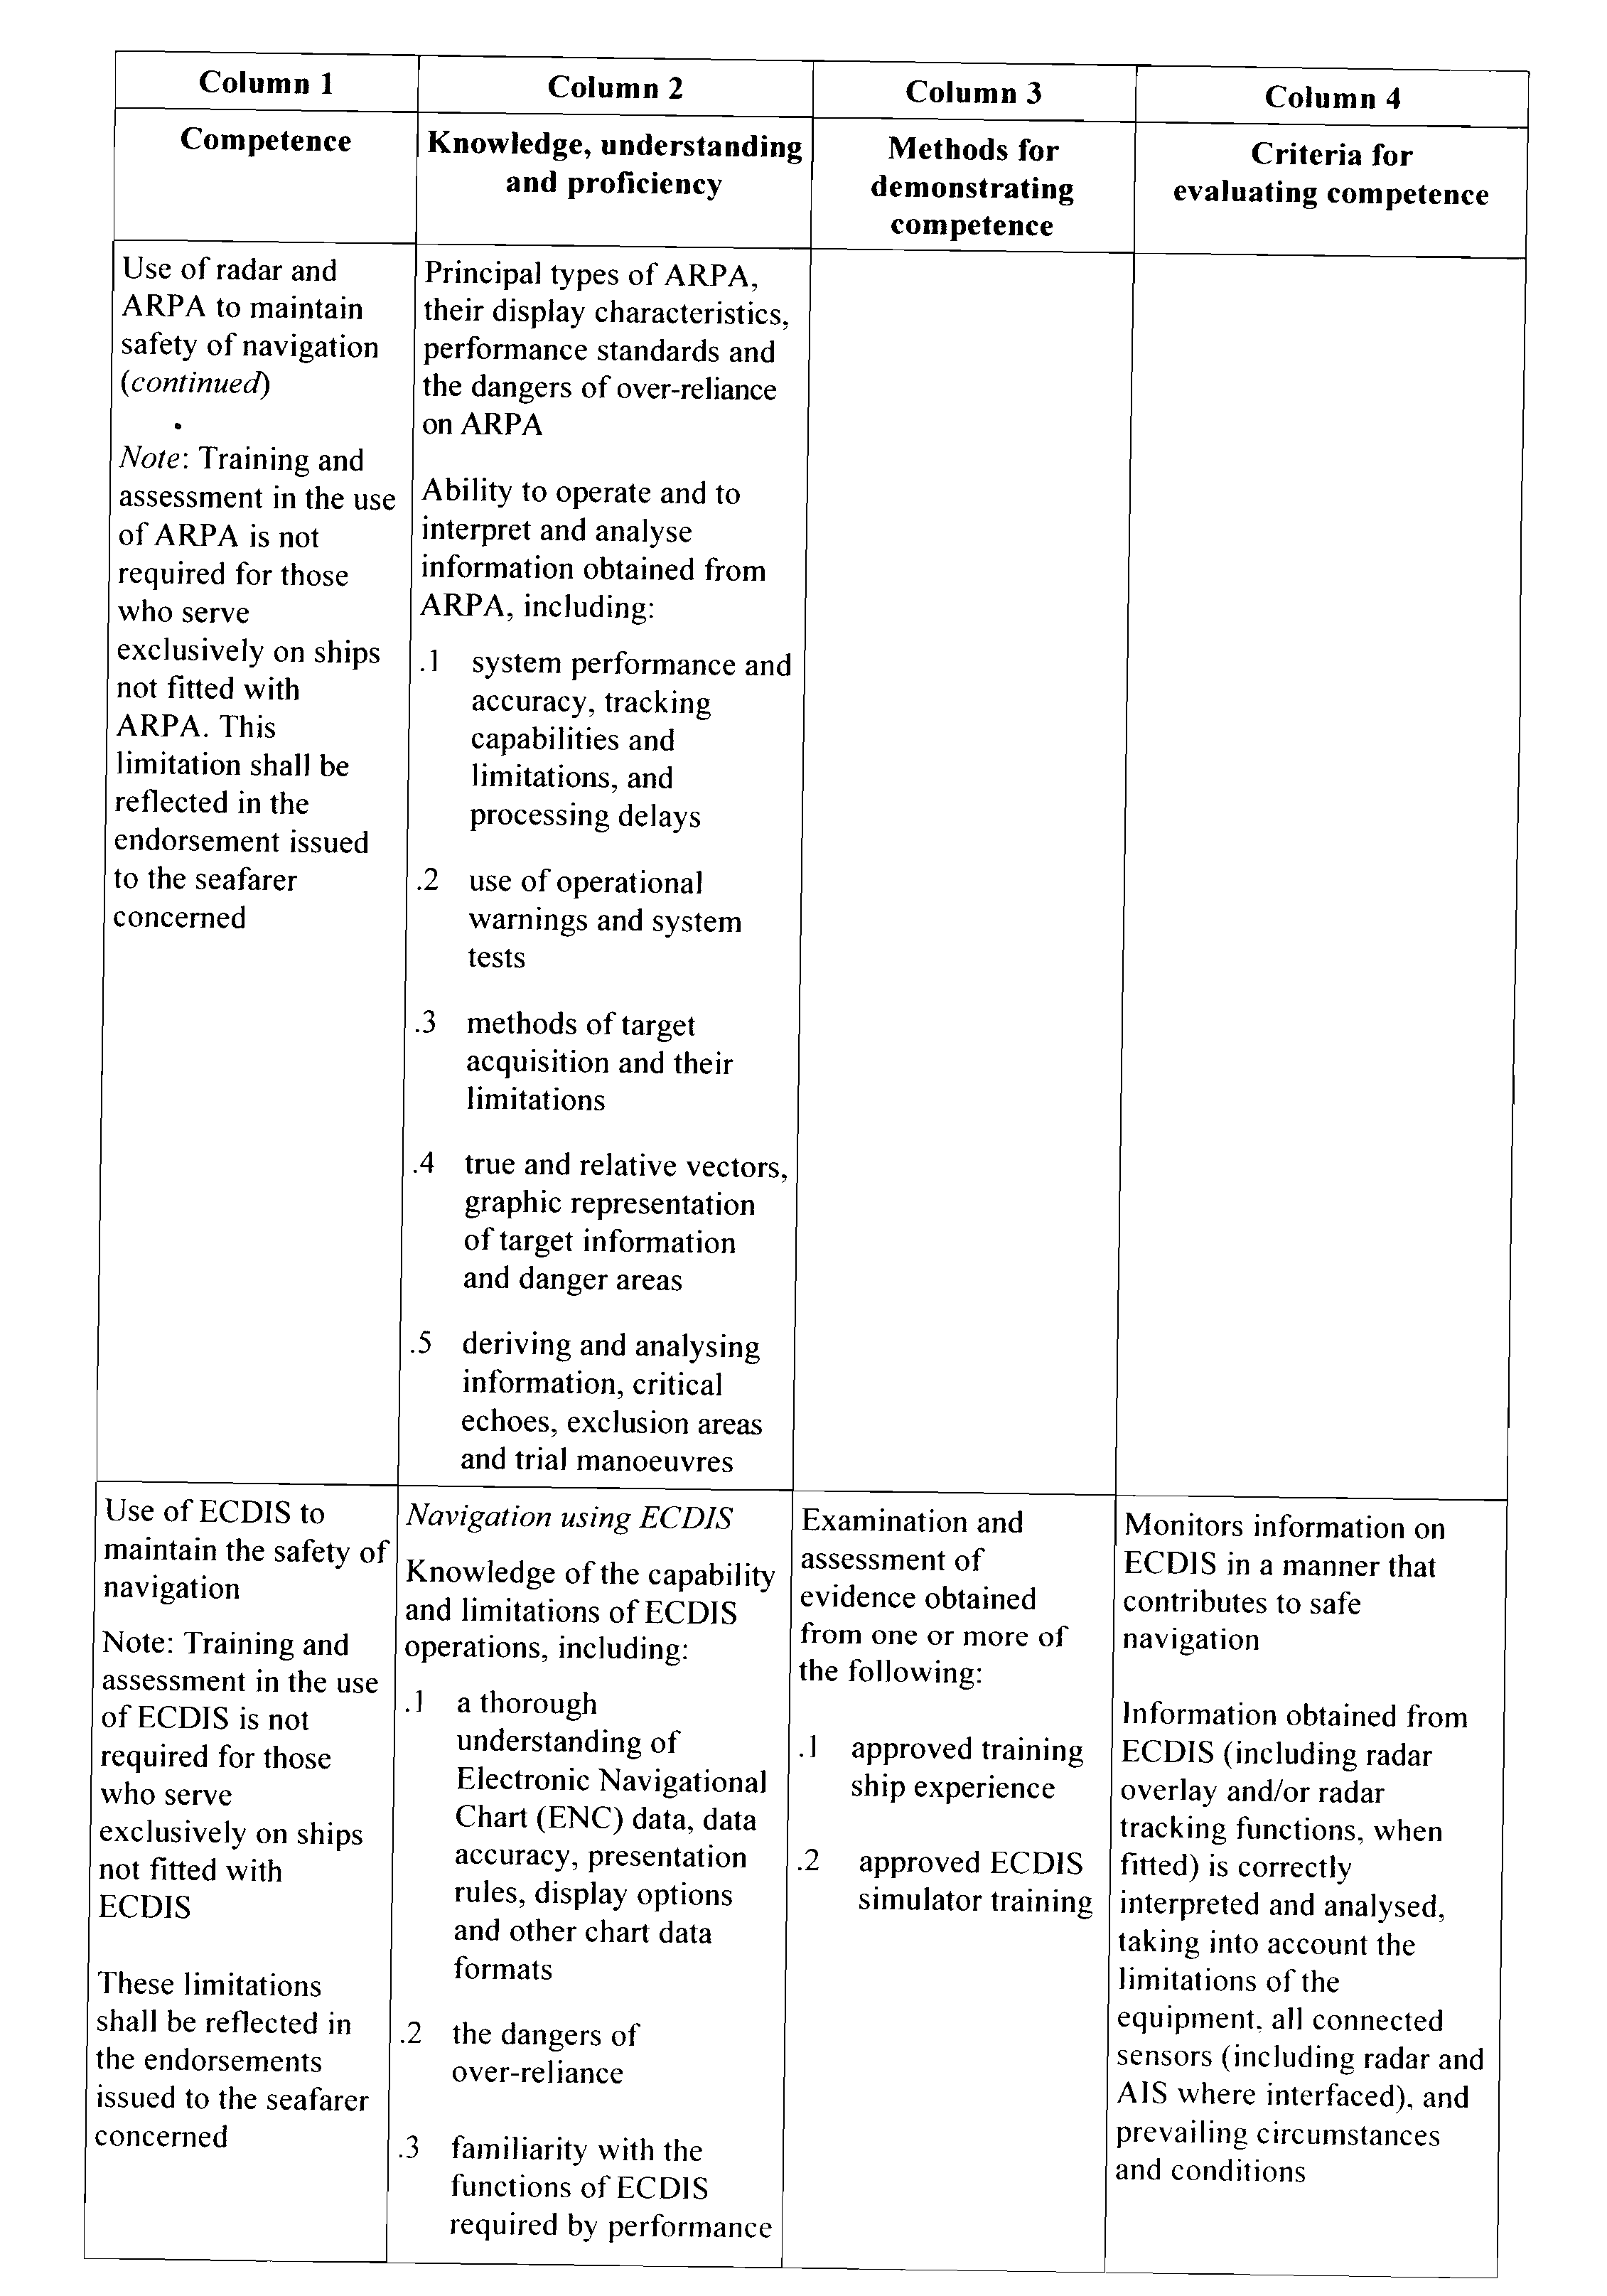 Column 1
Column 2
Column 3
Column 4
Competence
Knowledge, understanding
and proficiency
Methods for
demonstrating
competence
Criteria for
evaluating competence
Use of radar and
ARPA to maintain
safety of navigation
(continued)
Note: Training and
assessment in the use
of ARPA is not
required for those
who serve
exclusively on ships
not fitted with
ARPA. This
limitation shall be
reflected in the
endorsement issued
to the seafarer
concerned
Principal types of ARPA,
their display characteristics,
performance standards and
the dangers of over-reliance
on ARPA
Ability to operate and to
interpret and analyse
information obtained from
ARPA, including:
.1 system performance and
accuracy, tracking
capabilities and
limitations, and
processing delays
.2 use of operational
warnings and system
tests
.3 methods of target
acquisition and their
limitations
.4 true and relative vectors,
graphic representation
of target information
and danger areas
.5 deriving and analysing
information, critical
echoes, exclusion areas
and trial manoeuvres
Use of ECDIS to
maintain the safety of
navigation
Note: Training and
assessment in the use
of ECDIS is not
required for those
who serve
exclusively on ships
not fitted with
ECDIS
These limitations
shall be reflected in
the endorsements
issued to the seafarer
concerned
Navigation using ECDIS
Knowledge of the capability
and limitations of ECDIS
operations, including:
.1 a thorough
understanding of
Electronic Navigational
Chart (ENC) data, data
accuracy, presentation
rules, display options
and other chart data
formats
.2 the dangers of
over-reliance
.3 familiarity with the
functions of ECDIS
required by performance
Examination and
assessment of
evidence obtained
from one or more of
the following:
.1 approved training
ship experience
.2 approved ECDIS
simulator training
Monitors information on
ECDIS in a manner that
contributes to safe
navigation
Information obtained from
ECDIS (including radar
overlay and/or radar
tracking functions, when
fitted) is correctly
interpreted and analysed,
taking into account the
limitations of the
equipment, all connected
sensors (including radar and
AIS where interfaced), and
prevailing circumstances
and conditions